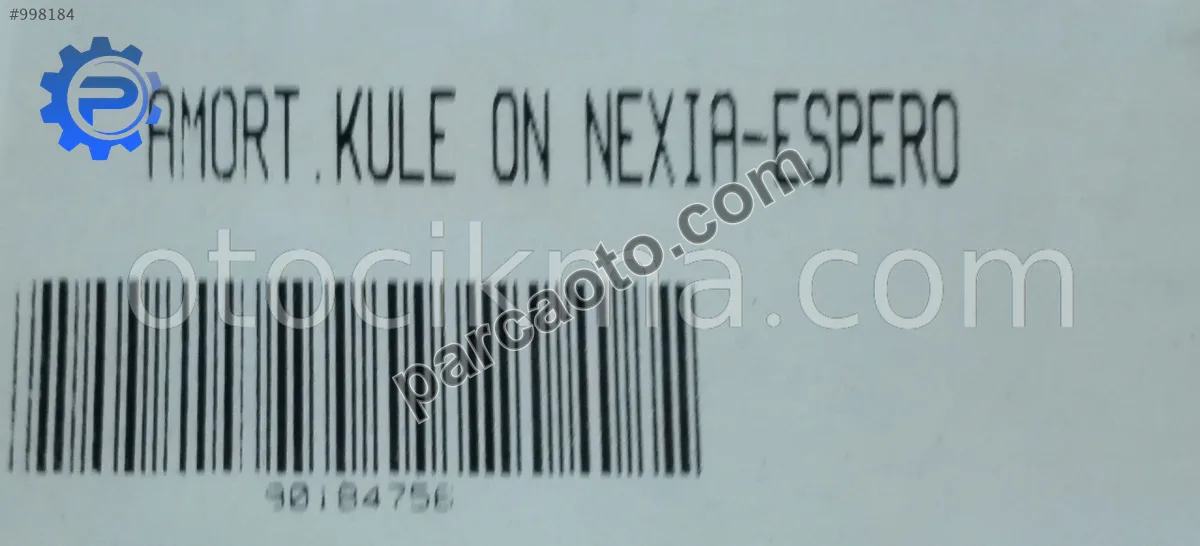 #998184
AMORT.KULE ON NEXIA-ESPERO
otocikma.com
parcaoto.com
90184756